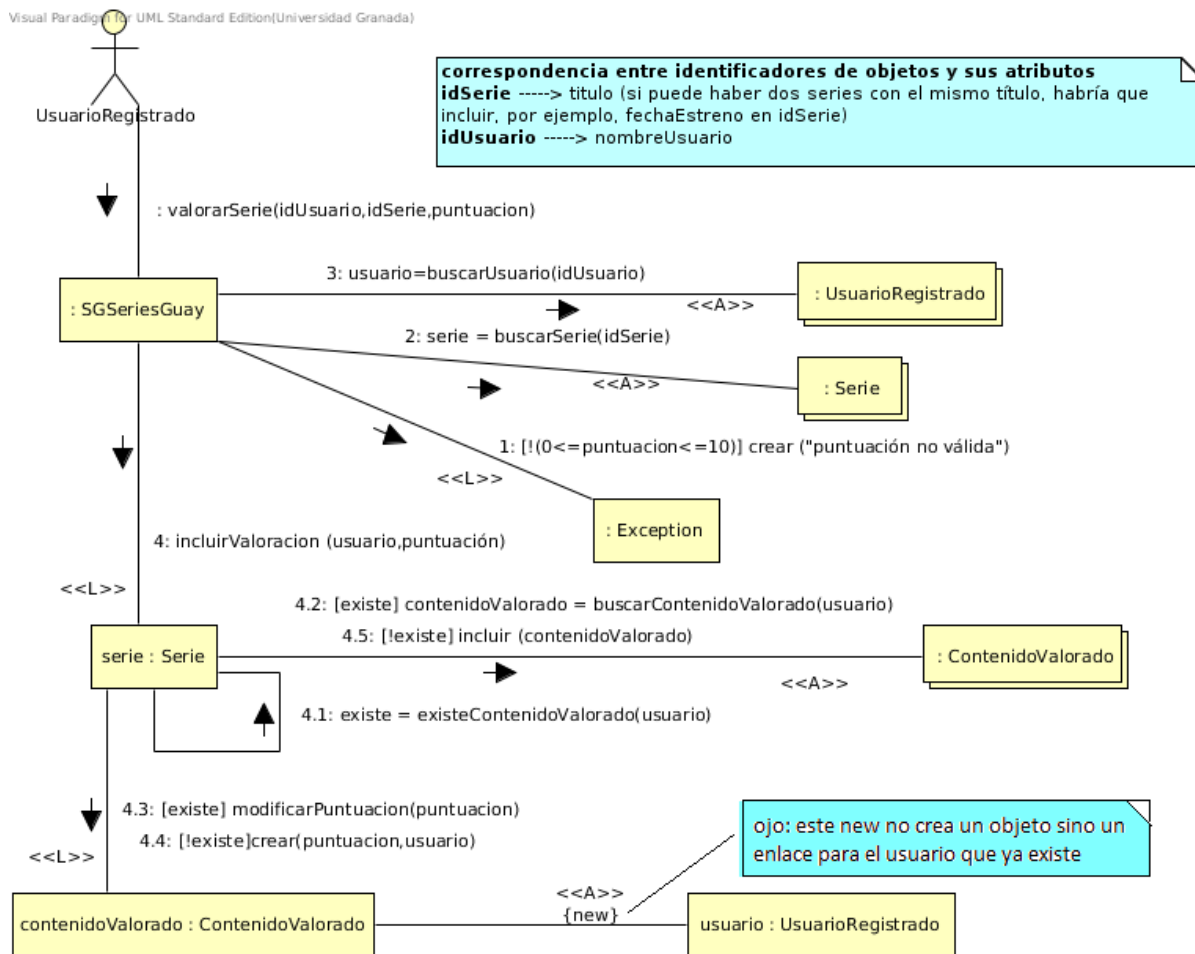 Visual Paradigm for UML Standard Edition(Universidad Granada)
UsuarioRegistrado
correspondencia entre identificadores de objetos y sus atributos
idSerie -----> titulo (si puede haber dos series con el mismo título, habría que
incluir, por ejemplo, fechaEstreno en idSerie)
idUsuario -----> nombreUsuario
: valorarSerie(idUsuario,idSerie,puntuacion)
3: usuario=buscarUsuario(idUsuario)
: SGSeriesGuay
<<A>>
: UsuarioRegistrado
2: serie = buscarSerie(idSerie)
<<A>>
: Serie
1: [!(0<=puntuacion<=10)] crear ("puntuación no válida")
<<L>>
: Exception
4: incluirValoracion (usuario,puntuación)
<<L>>
4.2: [existe] contenidoValorado = buscarContenidoValorado(usuario)
4.5: [!existe] incluir (contenidoValorado)
serie : Serie
: ContenidoValorado
<<A>>
4.1: existe = existeContenidoValorado(usuario)
4.3: [existe] modificarPuntuacion(puntuacion)
4.4: [!existe]crear(puntuacion,usuario)
<<L>>
ojo: este new no crea un objeto sino un
enlace para el usuario que ya existe
<<A>>
{new}
contenidoValorado : ContenidoValorado
usuario : UsuarioRegistrado